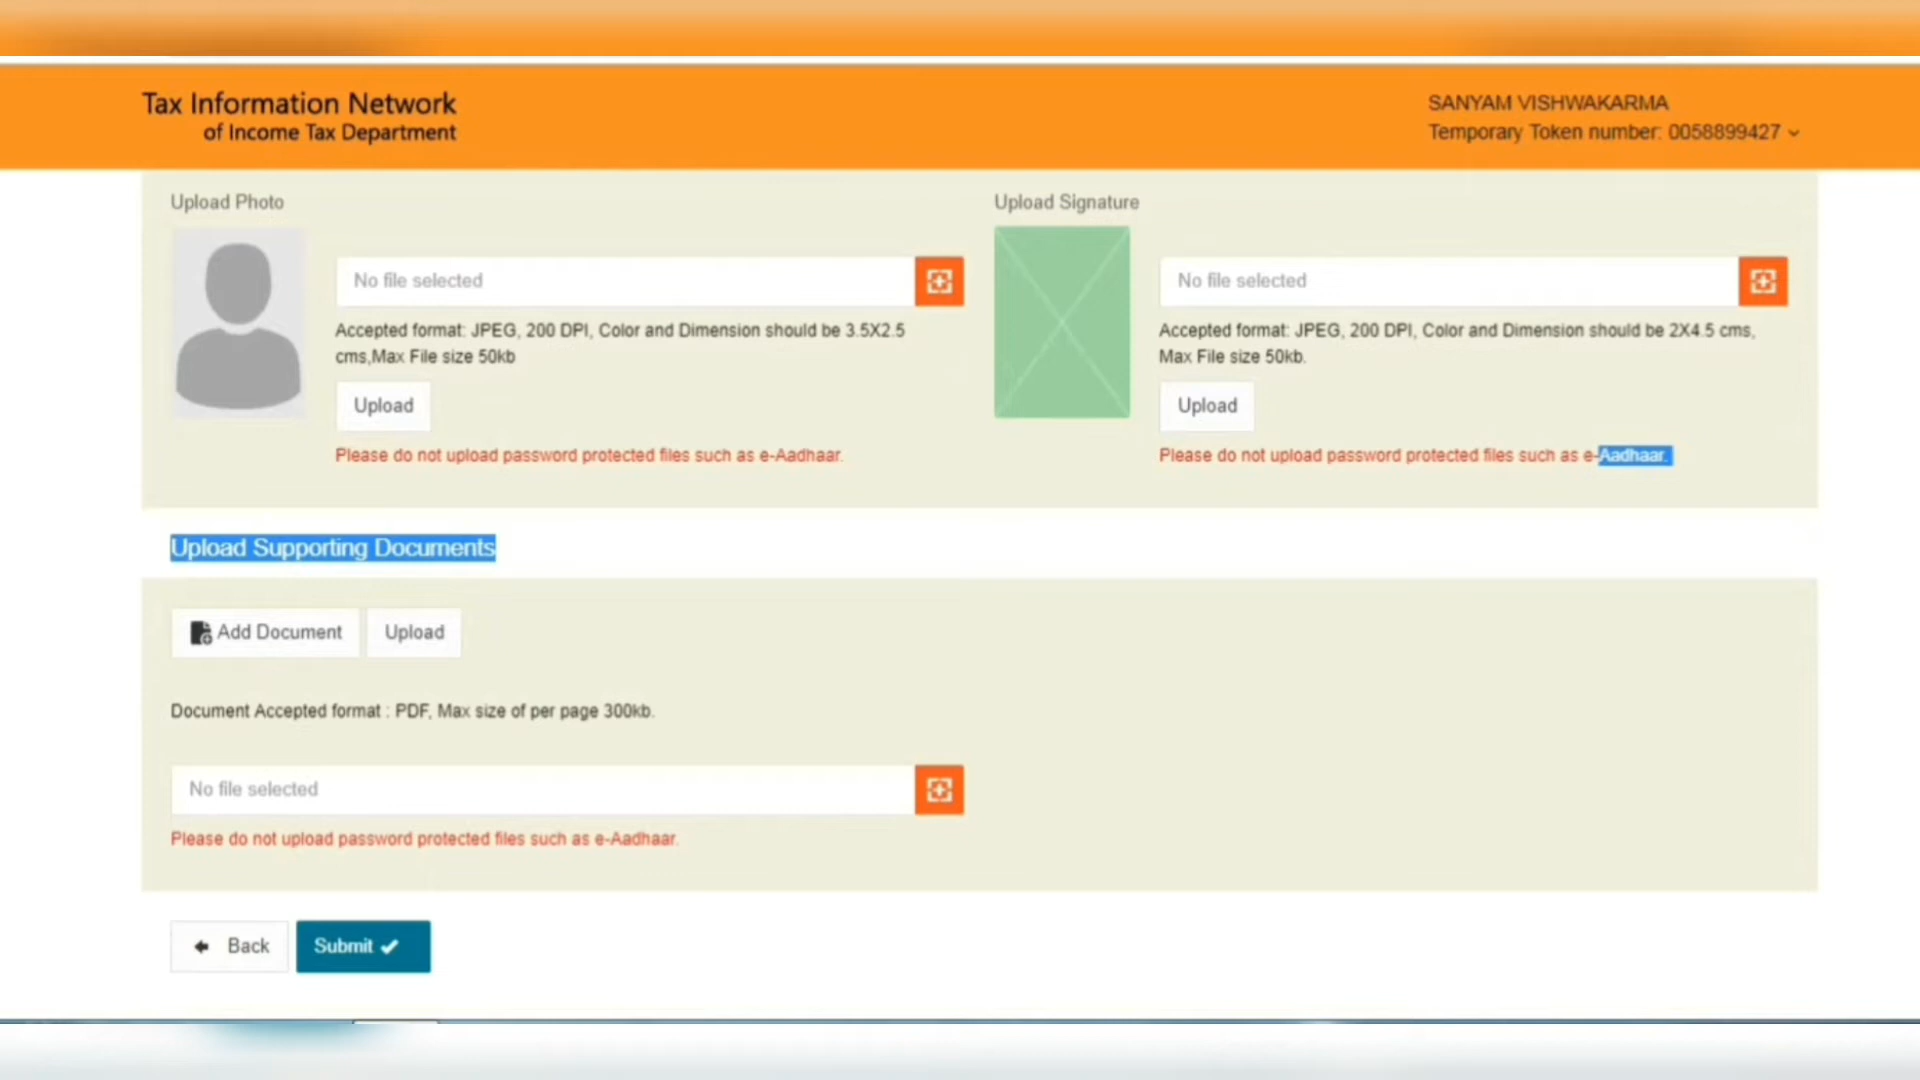 Tax Information Network
of Income Tax Department
SANYAM VISHWAKARMA
Temporary Token number: 0058899427
Upload Photo
No file selected
Accepted format: JPEG, 200 DPI, Color and Dimension should be 3.5X2.5
cms,Max File size 50kb
Upload
Please do not upload password protected files such as e-Aadhaar.
Upload Signature
No file selected
Accepted format: JPEG, 200 DPI, Color and Dimension should be 2X4.5 cms,
Max File size 50kb.
Upload
Please do not upload password protected files such as e-Aadhaar.
Upload Supporting Documents
Add Document
Upload
Document Accepted format : PDF, Max size of per page 300kb.
No file selected
Please do not upload password protected files such as e-Aadhaar.
Back
Submit